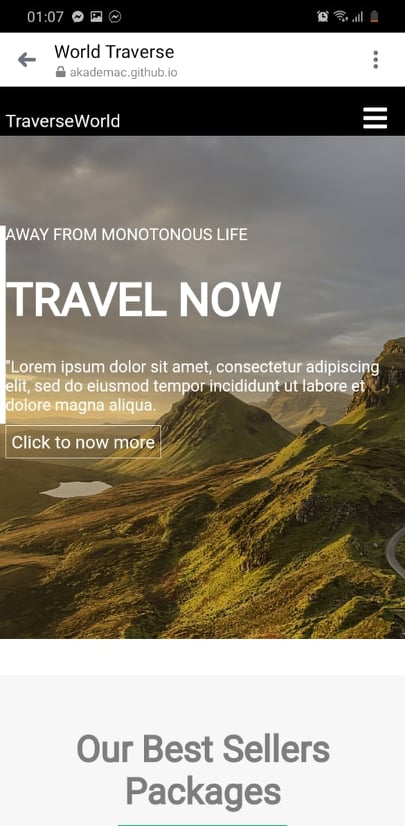 01:07
World Traverse
akademac.github.io
TraverseWorld
AWAY FROM MONOTONOUS LIFE
TRAVEL NOW
"Lorem ipsum dolor sit amet, consectetur adipiscing
elit, sed do eiusmod tempor incididunt ut labore et
dolore magna aliqua.
Click to now more
Our Best Sellers
Packages